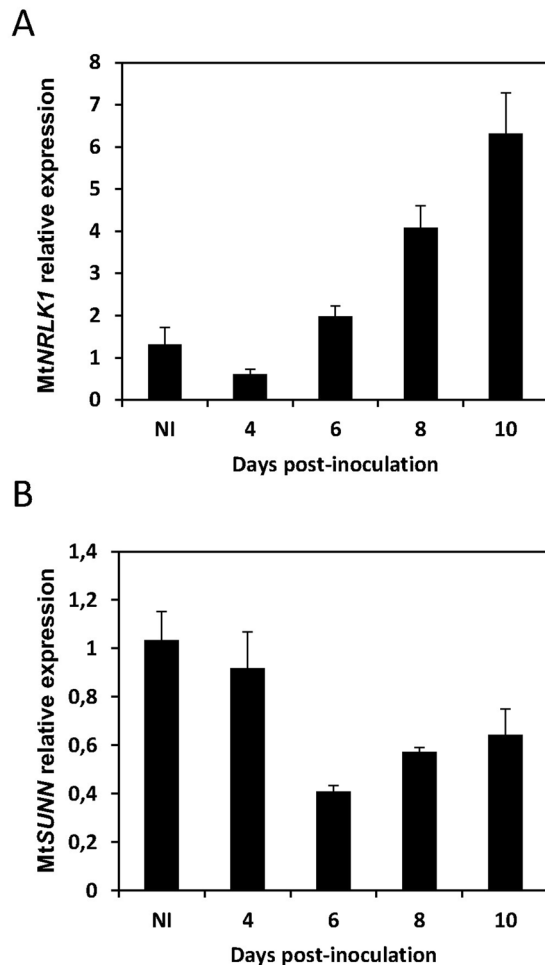 A
MtNRLK1 relative expression
8
7
6
5
4
3
2
1
0
NI 4 6 8 10
Days post-inoculation
B
MtSUNN relative expression
1,4
1,2
1
0,8
0,6
0,4
0,2
0
NI 4 6 8 10
Days post-inoculation